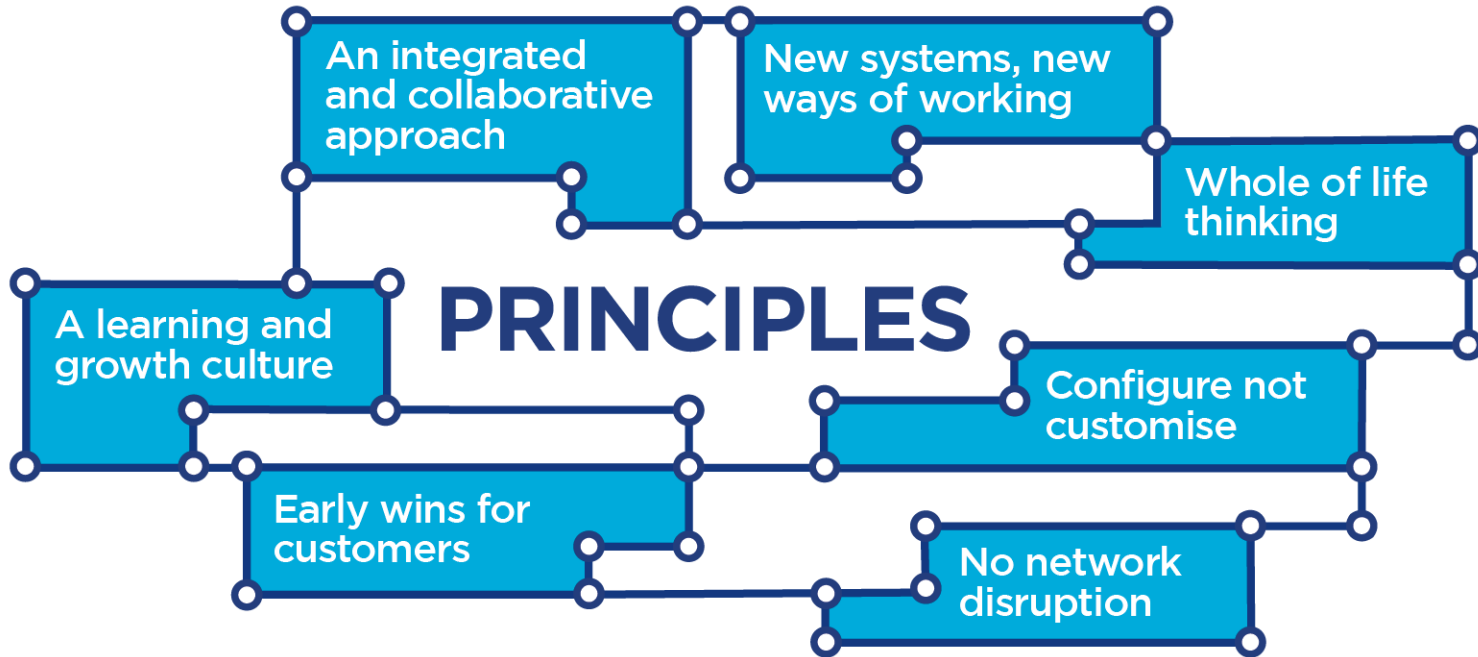 An integrated
and collaborative
approach
New systems, new
ways of working
Whole of life
thinking
PRINCIPLES
A learning and
growth culture
Configure not
customise
Early wins for
customers
No network
disruption